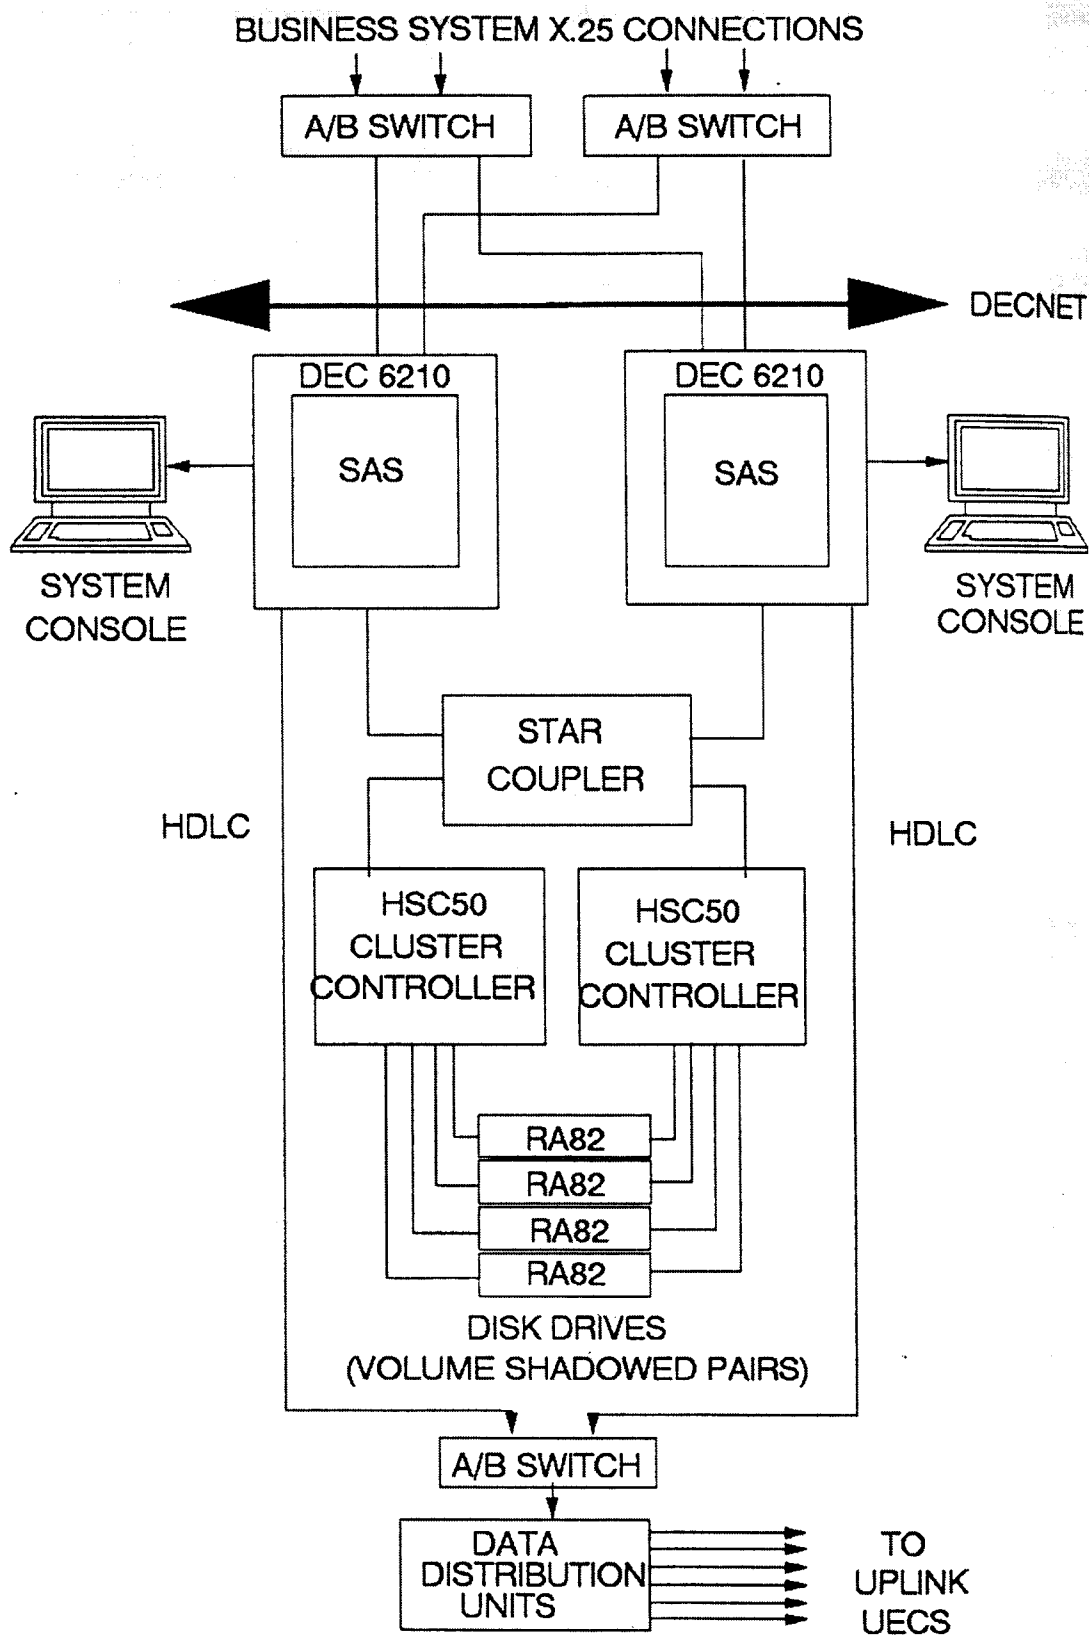 BUSINESS SYSTEM X.25 CONNECTIONS
A/B SWITCH
A/B SWITCH
DECNET
DEC 6210
DEC 6210
SAS
SAS
SYSTEM
CONSOLE
SYSTEM
CONSOLE
STAR
COUPLER
HDLC
HDLC
HSC50
CLUSTER
CONTROLLER
HSC50
CLUSTER
CONTROLLER
RA82
RA82
RA82
RA82
DISK DRIVES
(VOLUME SHADOWED PAIRS)
A/B SWITCH
DATA
DISTRIBUTION
UNITS
TO
UPLINK
UECS